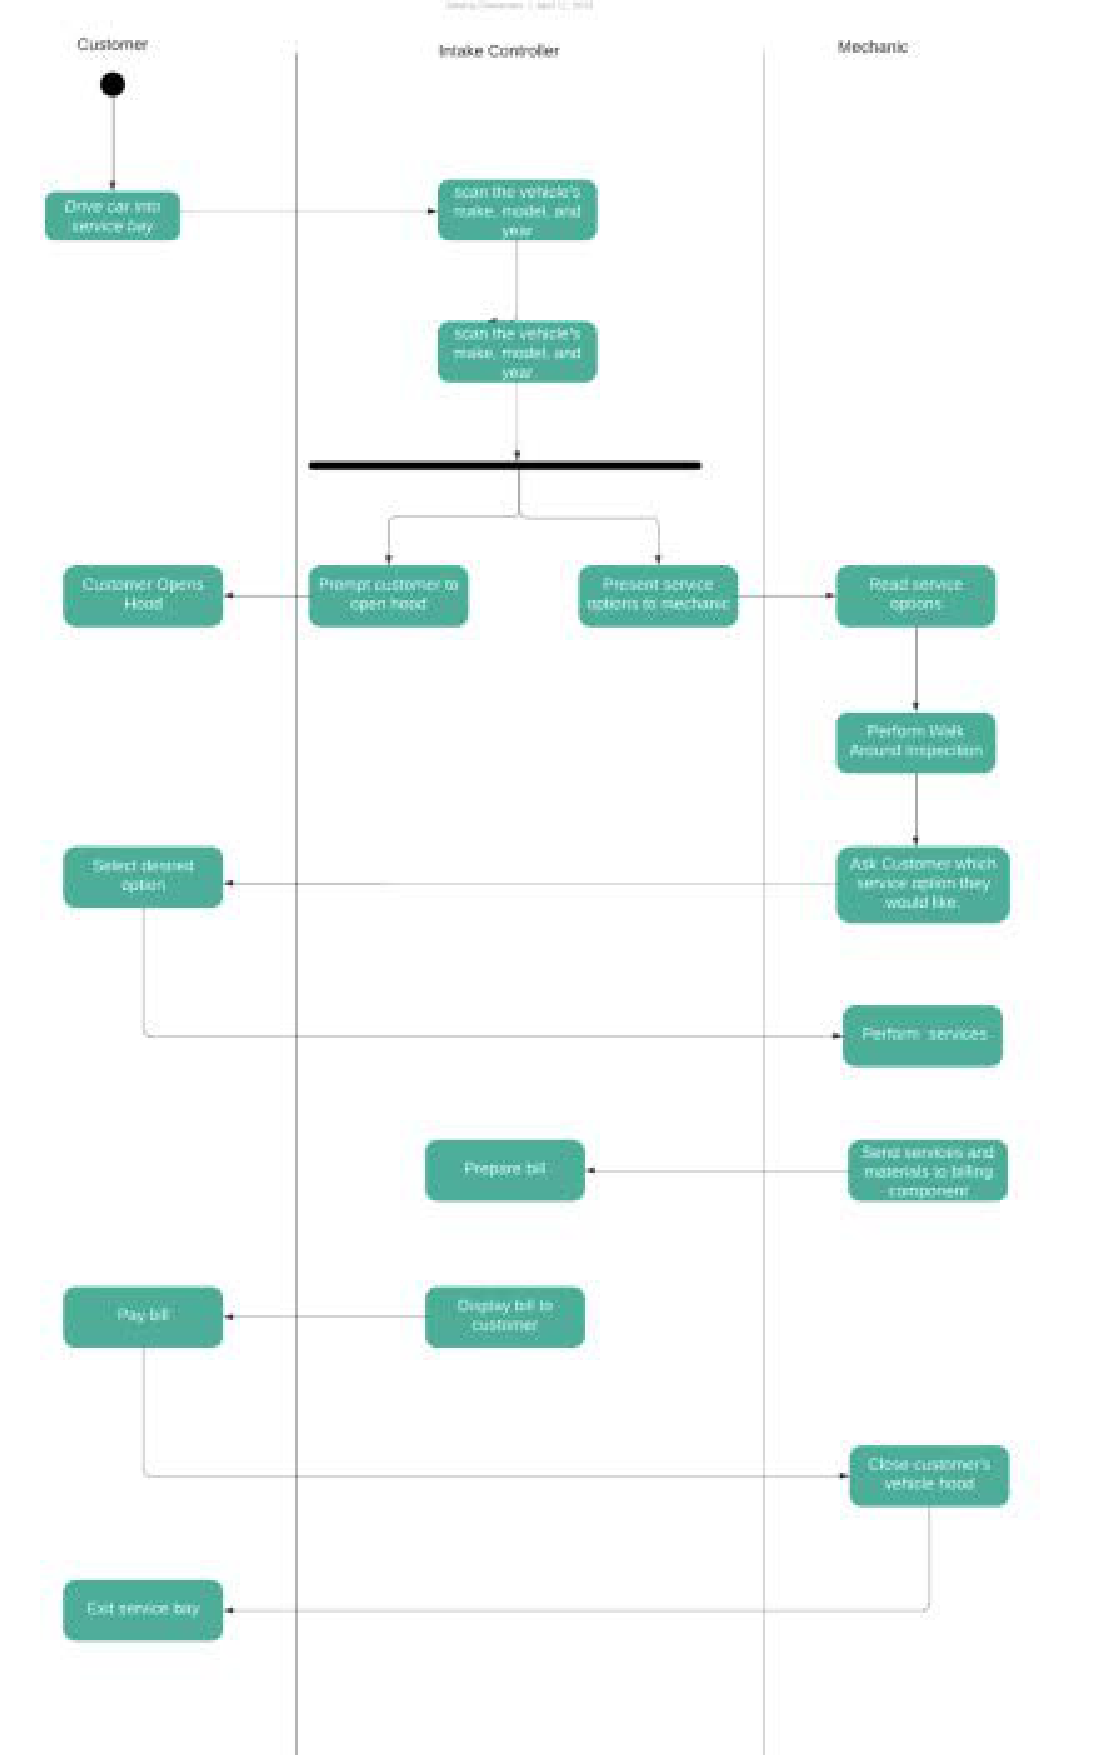 Customer
Intake Controller
Mechanic
Drive car into
service bay
scan the vehicle's
make, model, and
year
scan the vehicle's
make, model, and
year
Customer Opens
Hood
Prompt customer to
open hood
Present service
options to mechanic
Read service
options
Perform Walk
Around Inspection
Select desired
option
Ask Customer which
service option they
would like.
Perform services
Prepare bill
Send services and
materials to billing
component
Pay bill
Display bill to
customer
Close customer's
vehicle hood
Exit service bay